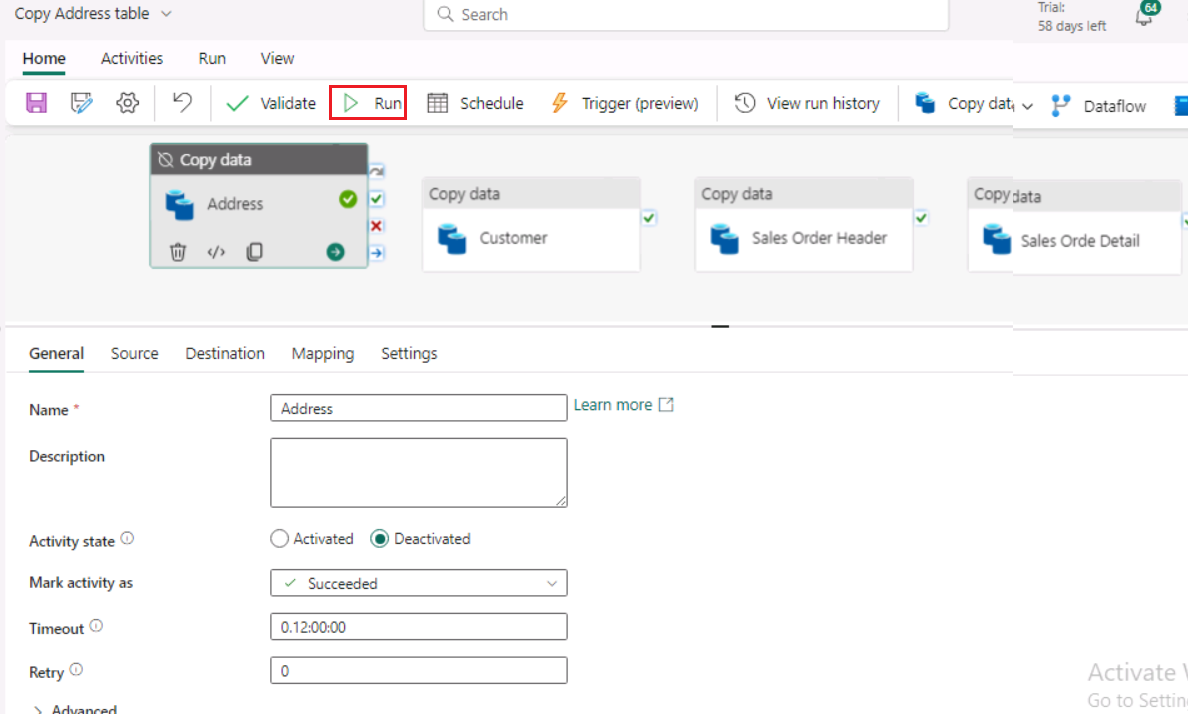 Copy Address table
Search
Trial:
58 days left
64
Home Activities Run View
Validate Run Schedule Trigger (preview) View run history Copy data Dataflow
Copy data
Address
Copy data
Customer
Copy data
Sales Order Header
Copy data
Sales Orde Detail
General Source Destination Mapping Settings
Name * Address Learn more
Description
Activity state Activated Deactivated
Mark activity as Succeeded
Timeout 0.12:00:00
Retry 0
Advanced
Activate
Go to Settin